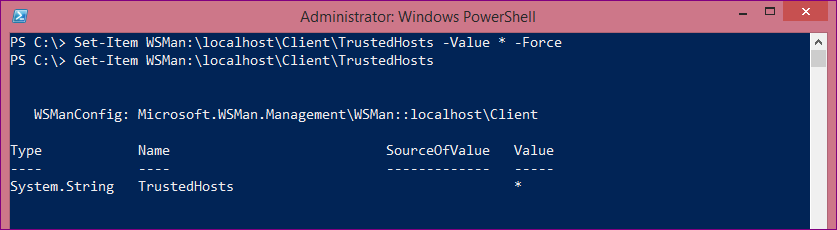 Administrator: Windows PowerShell
PS C:\> Set-Item WSMan:\localhost\Client\TrustedHosts -Value * -Force
PS C:\> Get-Item WSMan:\localhost\Client\TrustedHosts
WSManConfig: Microsoft.WSMan.Management\WSMan::localhost\Client
Type            Name                           SourceOfValue   Value
----            ----                           -------------   -----
System.String   TrustedHosts                                   *